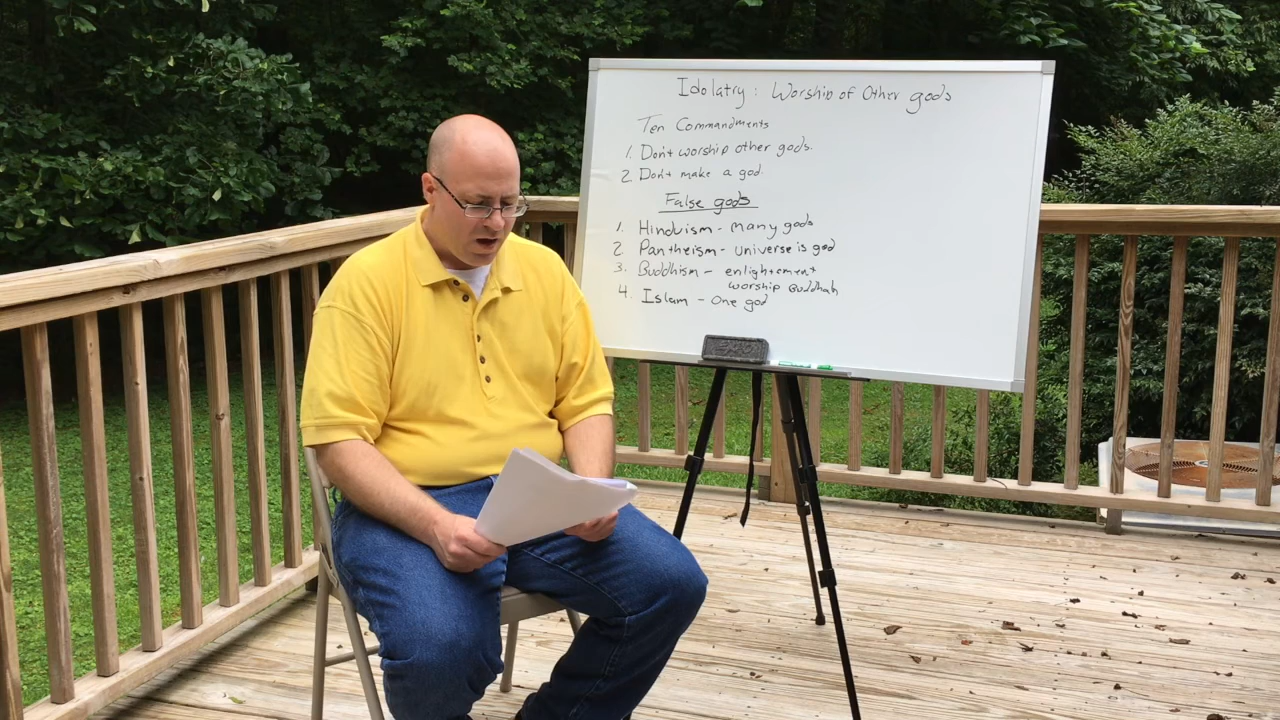 Idolatry : Worship of Other gods
Ten Commandments
1. Don't worship other gods.
2. Don't make a god.
False gods
1. Hinduism - many gods
2 Pantheism - universe is god
3. Buddhism - enlightement
worship Buddhah
4. Islam - One god